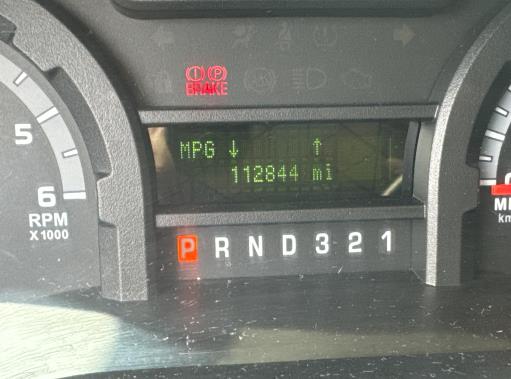 BRAKE
MPG ↓ ↑
112844 mi
5
6
RPM
X1000
P R N D 3 2 1